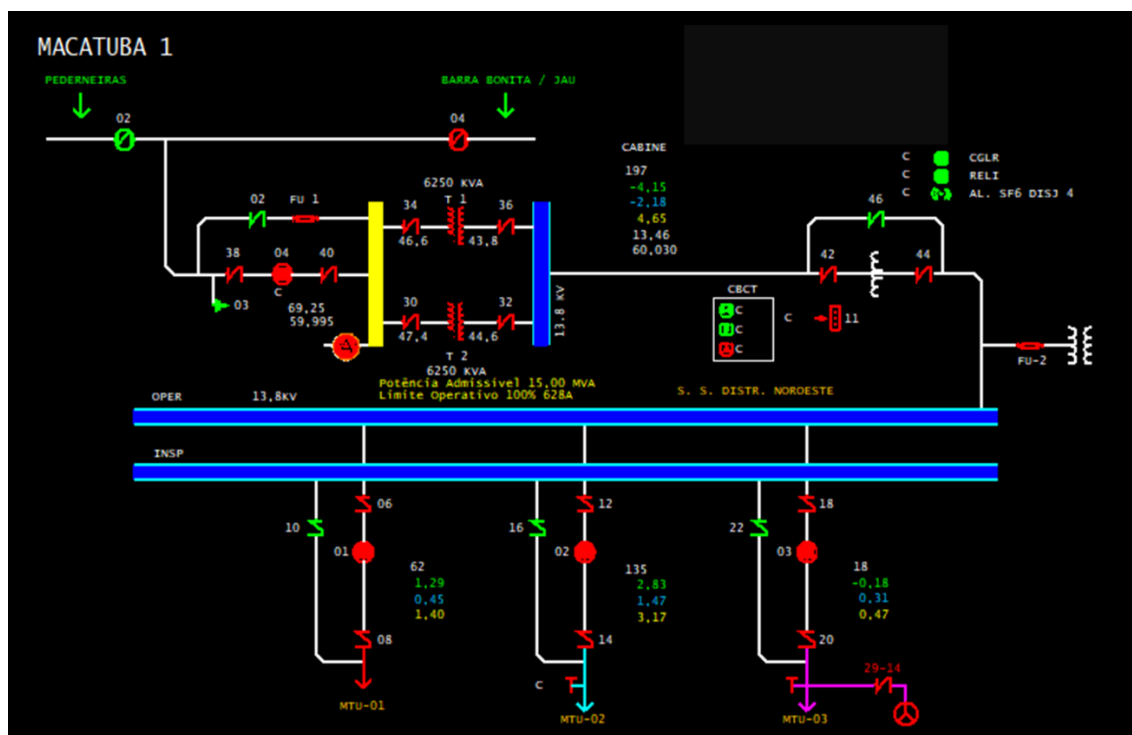 MACATUBA 1
PEDERNEIRAS
BARRA BONITA / JAU
02
04
CABINE
197
-4,15
-2,18
4,65
13,46
60,030
C CGLR
C RELI
C AL. SF6 DISJ 4
6250 KVA
T 1
02 FU 1
34
36
46
46,6
43,8
38
04
40
42
44
C
03
69,25
59,995
30
32
13.8 KV
CBCT
C
C
C
C 11
47,4
44,6
T 2
6250 KVA
FU-2
Potência Admissível 15,00 MVA
Limite Operativo 100% 628A
S. S. DISTR. NOROESTE
OPER
13,8KV
INSP
06
12
18
10
16
22
01
02
03
62
1,29
0,45
1,40
135
2,83
1,47
3,17
18
-0,18
0,31
0,47
08
14
20
29-14
C
MTU-01
MTU-02
MTU-03